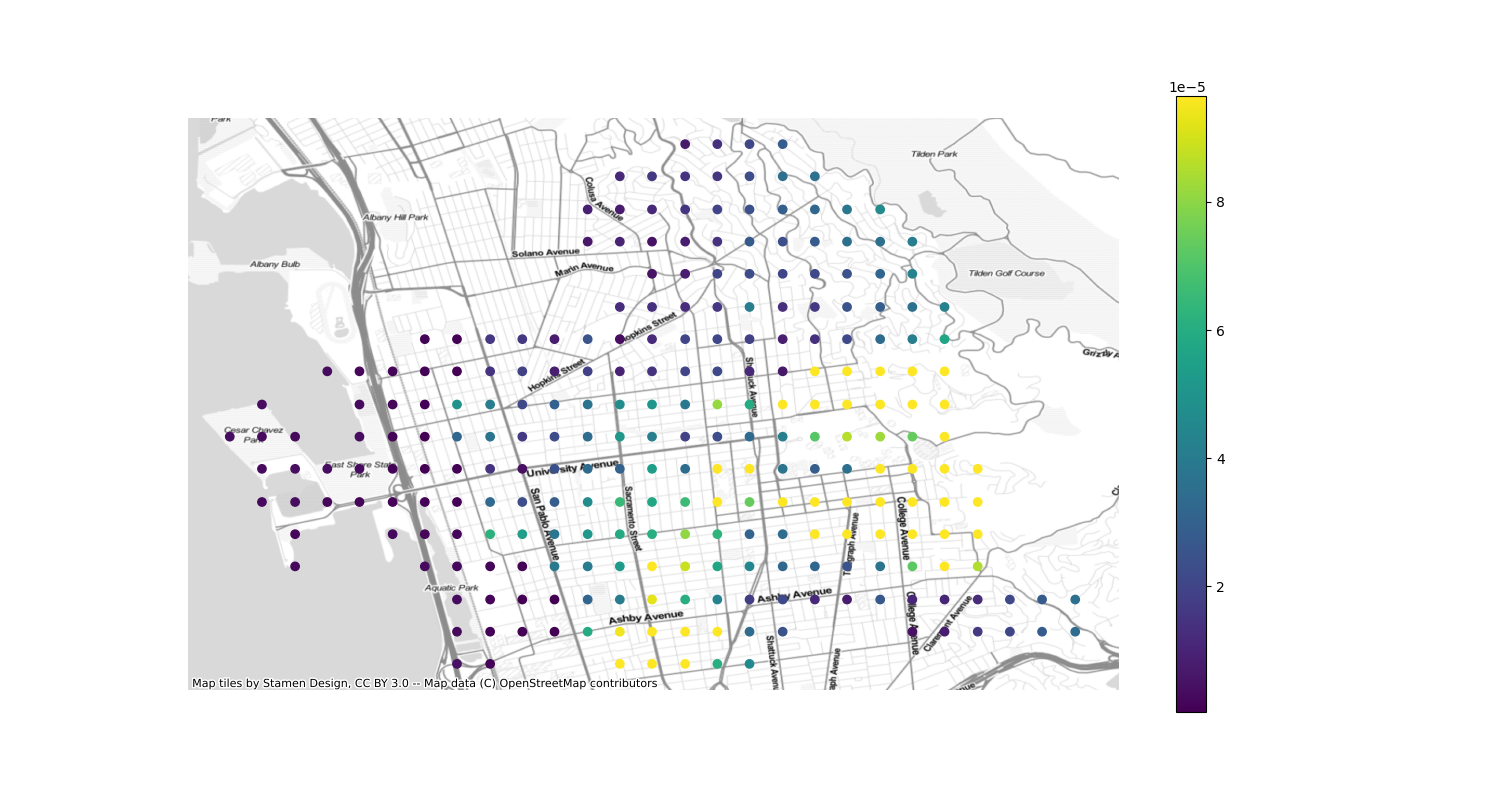 1e−5
Park
Tilden Park
Colusa Avenue
Albany Hill Park
8
Solano Avenue
Albany Bulb
Marin Avenue
Tilden Golf Course
Hopkins Street
6
Hopkins Street
Shattuck Avenue
Cesar Chavez
Park
University Avenue
East Shore State
Park
4
San Pablo Avenue
Sacramento Street
College Avenue
Telegraph Avenue
Aquatic Park
2
Ashby Avenue
Ashby Avenue
College Avenue
Claremont Avenue
Shattuck Aven
aph Avenue
Map tiles by Stamen Design, CC BY 3.0 -- Map data (C) OpenStreetMap contributors